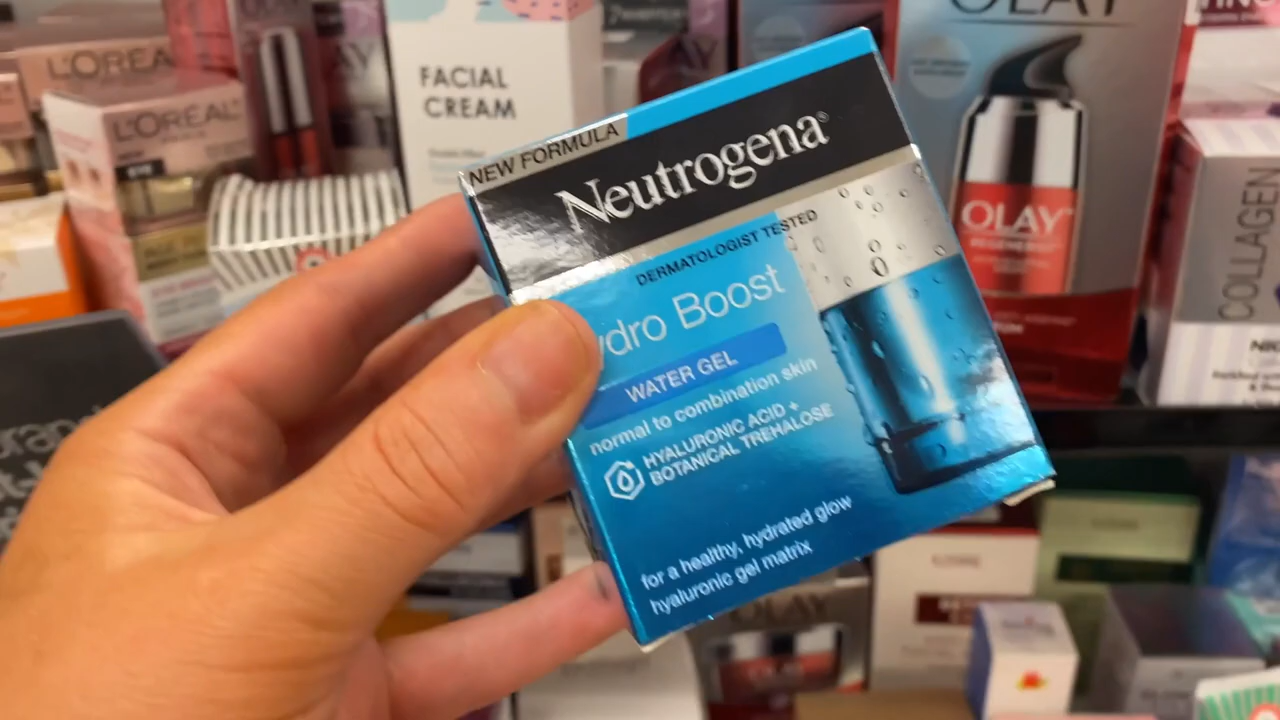 L'ORÉAL
L'ORÉAL
FACIAL
CREAM
NEW FORMULA
Neutrogena®
DERMATOLOGIST TESTED
ydro Boost
WATER GEL
normal to combination skin
HYALURONIC ACID +
BOTANICAL TREHALOSE
for a healthy, hydrated glow
hyaluronic gel matrix
OLAY
OLAY
COLLAGEN
OLAY